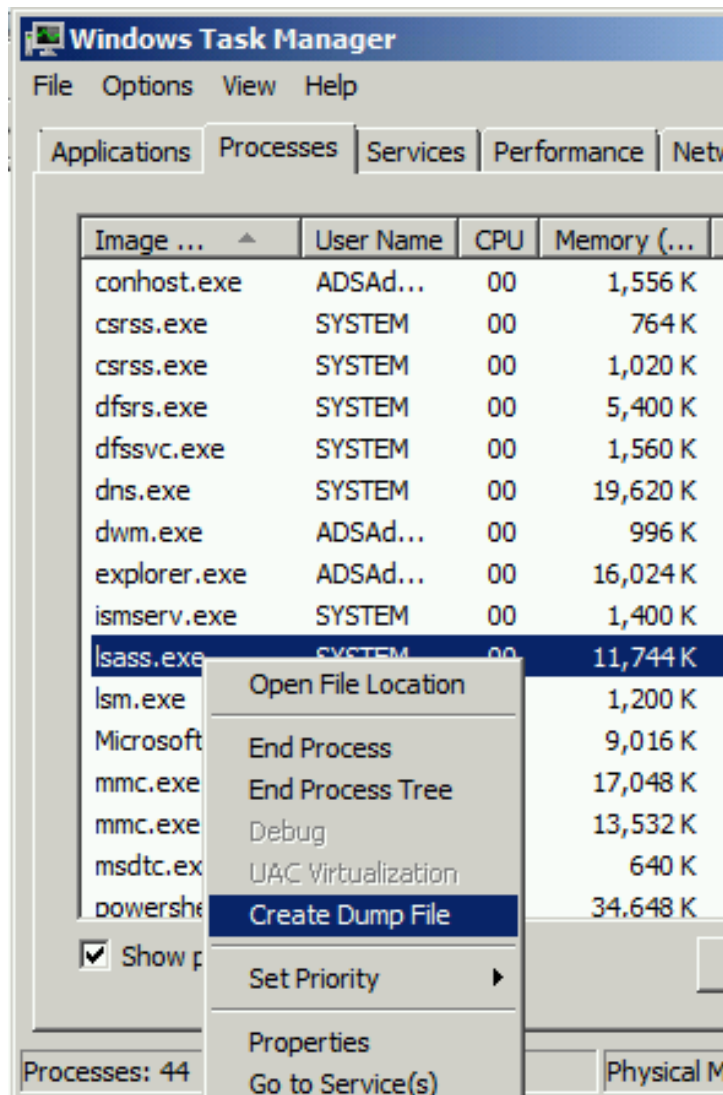 Windows Task Manager
File Options View Help
Applications Processes Services Performance Netw
Image ... User Name CPU Memory (...
conhost.exe ADSAd... 00 1,556 K
csrss.exe SYSTEM 00 764 K
csrss.exe SYSTEM 00 1,020 K
dfsrs.exe SYSTEM 00 5,400 K
dfssvc.exe SYSTEM 00 1,560 K
dns.exe SYSTEM 00 19,620 K
dwm.exe ADSAd... 00 996 K
explorer.exe ADSAd... 00 16,024 K
ismserv.exe SYSTEM 00 1,400 K
lsass.exe SYSTEM 00 11,744 K
Open File Location
lsm.exe 1,200 K
Microsoft 9,016 K
End Process
mmc.exe 17,048 K
End Process Tree
mmc.exe 13,532 K
Debug
msdtc.ex 640 K
UAC Virtualization
powershe 34,648 K
Create Dump File
Show p
Set Priority
Properties
Processes: 44 Physical M
Go to Service(s)